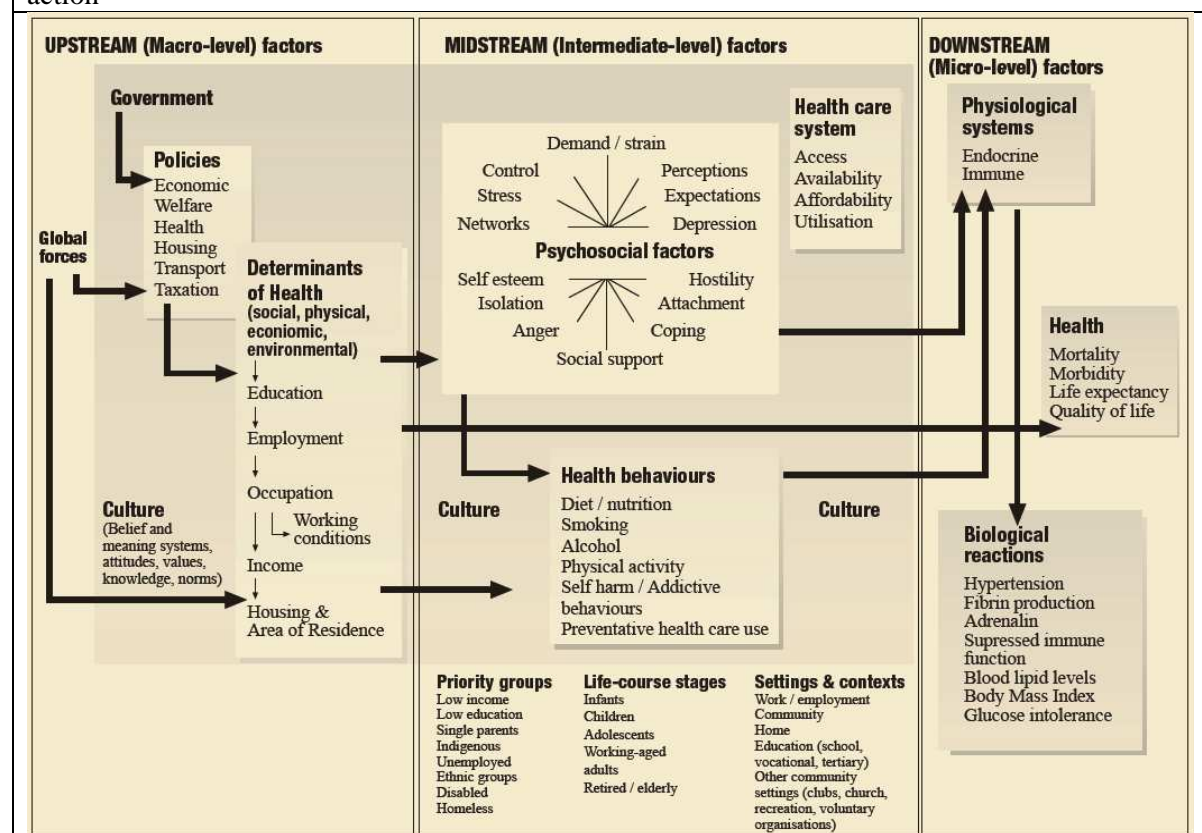 action
UPSTREAM (Macro-level) factors
Government
Policies
Economic
Welfare
Health
Housing
Transport
Taxation
Global
forces
Determinants
of Health
(social, physical,
econiomic,
environmental)
Education
Employment
Occupation
Working
conditions
Income
Housing &
Area of Residence
Culture
(Belief and
meaning systems,
attitudes, values,
knowledge, norms)
MIDSTREAM (Intermediate-level) factors
Demand / strain
Control
Perceptions
Stress
Expectations
Networks
Depression
Psychosocial factors
Self esteem
Hostility
Isolation
Attachment
Anger
Coping
Social support
Health care
system
Access
Availability
Affordability
Utilisation
Culture
Health behaviours
Diet / nutrition
Smoking
Alcohol
Physical activity
Self harm / Addictive
behaviours
Preventative health care use
Culture
Priority groups
Low income
Low education
Single parents
Indigenous
Unemployed
Ethnic groups
Disabled
Homeless
Life-course stages
Infants
Children
Adolescents
Working-aged
adults
Retired / elderly
Settings & contexts
Work / employment
Community
Home
Education (school,
vocational, tertiary)
Other community
settings (clubs, church,
recreation, voluntary
organisations)
DOWNSTREAM
(Micro-level) factors
Physiological
systems
Endocrine
Immune
Health
Mortality
Morbidity
Life expectancy
Quality of life
Biological
reactions
Hypertension
Fibrin production
Adrenalin
Supressed immune
function
Blood lipid levels
Body Mass Index
Glucose intolerance